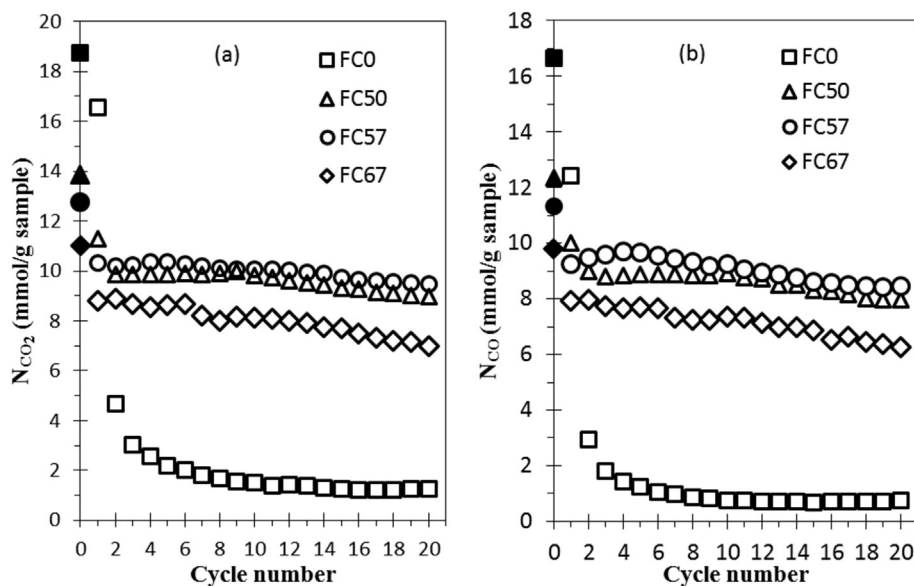 (a)
FC0
FC50
FC57
FC67
N_CO₂ (mmol/g sample)
20
18
16
14
12
10
8
6
4
2
0
0 2 4 6 8 10 12 14 16 18 20
Cycle number
(b)
FC0
FC50
FC57
FC67
N_CO (mmol/g sample)
18
16
14
12
10
8
6
4
2
0
0 2 4 6 8 10 12 14 16 18 20
Cycle number